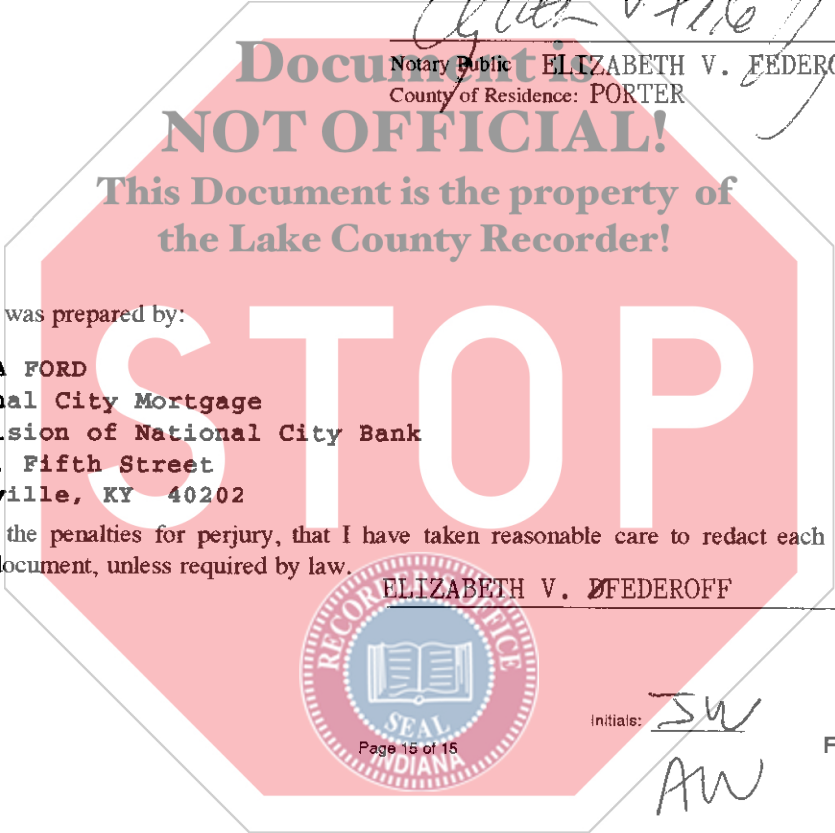 Document is
Notary Public ELIZABETH V. FEDERO
County of Residence: PORTER
NOT OFFICIAL!
This Document is the property of
the Lake County Recorder!
STOP
was prepared by:
A FORD
nal City Mortgage
sion of National City Bank
Fifth Street
ville, KY 40202
the penalties for perjury, that I have taken reasonable care to redact each
document, unless required by law.
ELIZABETH V. FEDEROFF
RECORDER'S OFFICE
SEAL
INDIANA
Initials: JW
AW
Page 15 of 15
F